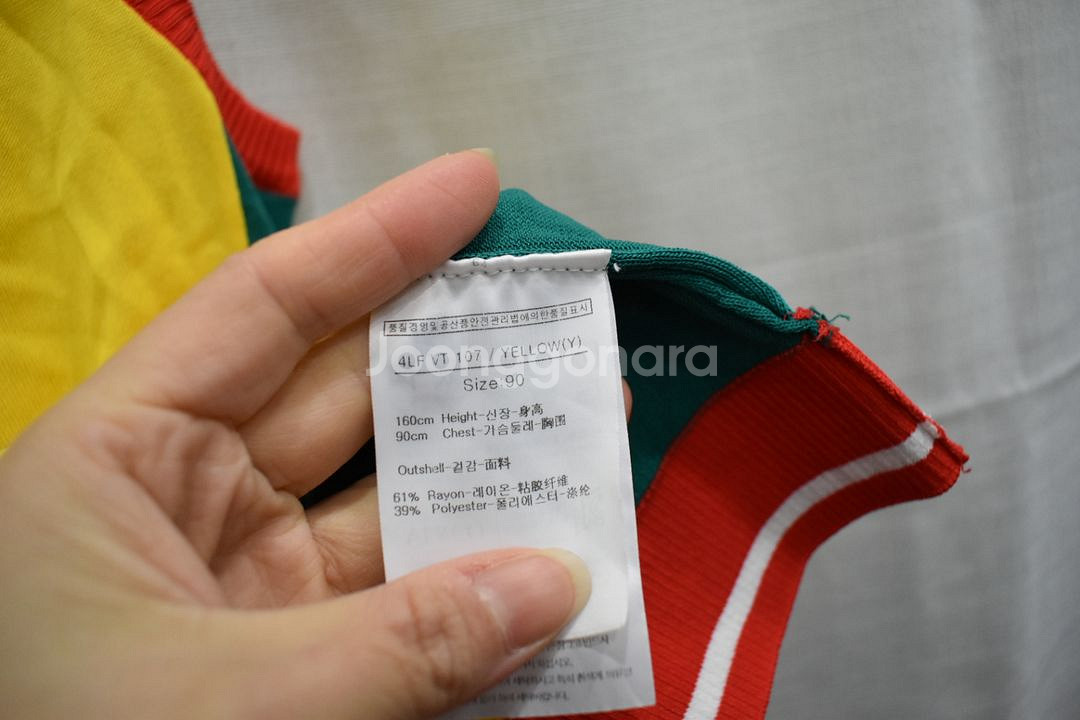 품질경영및공산품안전관리법에의한품질표시
4LF VT 107 / YELLOW(Y)
Joongonara
Size:90
160cm Height-신장-身高
90cm Chest-가슴둘레-胸围
Outshell-겉감-面料
61% Rayon-레이온-粘胶纤维
39% Polyester-폴리에스터-涤纶